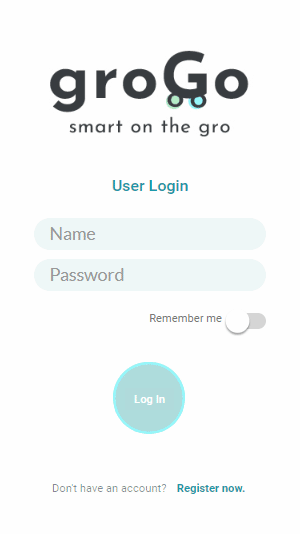 groGo
smart on the gro
User Login
Name
Password
Remember me
Log In
Don't have an account? Register now.